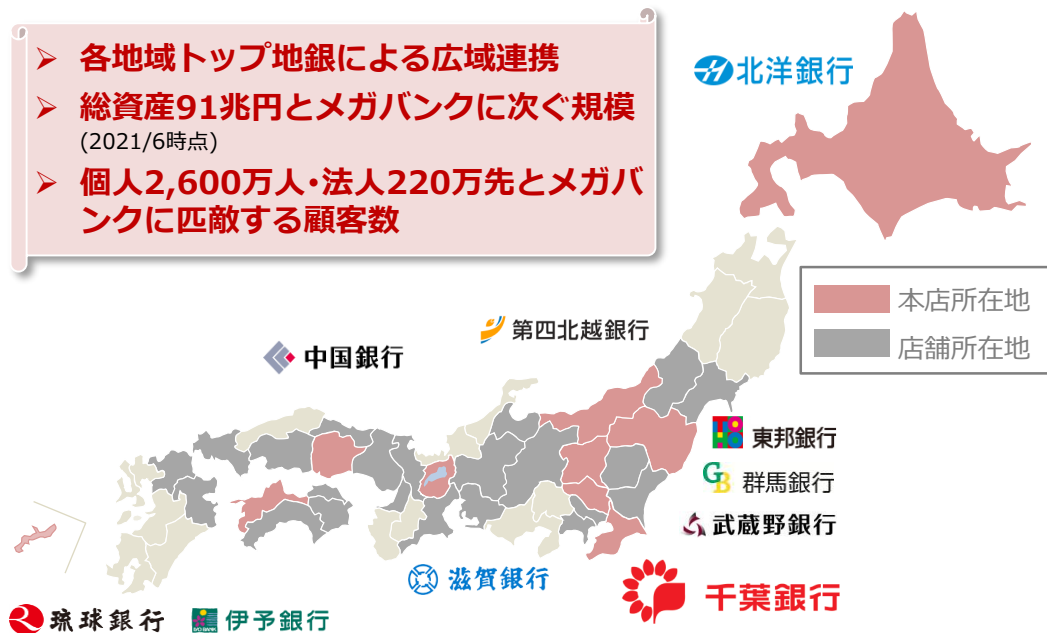 各地域トップ地銀による広域連携
総資産91兆円とメガバンクに次ぐ規模
(2021/6時点)
個人2,600万人・法人220万先とメガバ
ンクに匹敵する顧客数
北洋銀行
本店所在地
店舗所在地
第四北越銀行
中国銀行
TOHO 東邦銀行
GB 群馬銀行
武蔵野銀行
滋賀銀行
千葉銀行
琉球銀行
IYO BANK 伊予銀行